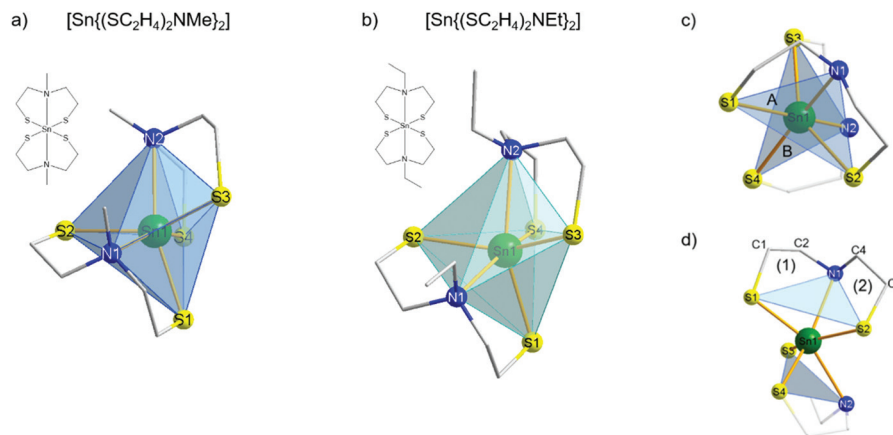 a) [Sn{(SC₂H₄)₂NMe}₂]
b) [Sn{(SC₂H₄)₂NEt}₂]
c)
N
S S
Sn
S S
N
N2
S3
S2
Sn1
S4
N1
S1
N
S S
Sn
S S
N
N2
S2
S4
S3
Sn1
N1
S1
S3
N1
S1
A
Sn1
N2
B
S4
S2
d)
C1 C2 C4
N1
(1) (2)
C
S1
S2
Sn1
S3
S4
N2